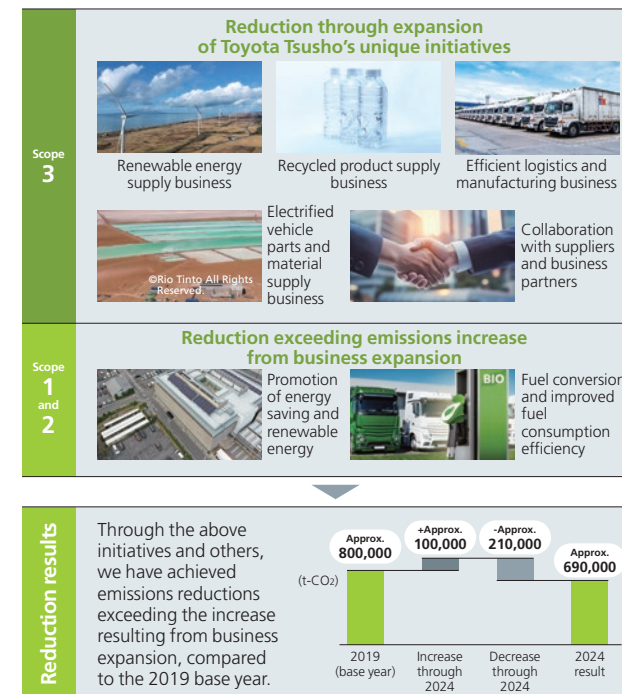 Reduction through expansion
of Toyota Tsusho's unique initiatives
Scope
3
Renewable energy
supply business
Recycled product supply
business
Efficient logistics and
manufacturing business
©Rio Tinto All Rights
Reserved.
Electrified
vehicle
parts and
material
supply
business
Collaboration
with suppliers
and business
partners
Scope
1
and
2
Reduction exceeding emissions increase
from business expansion
Promotion
of energy
saving and
renewable
energy
BIO
Fuel conversion
and improved
fuel
consumption
efficiency
Reduction results
Through the above
initiatives and others,
we have achieved
emissions reductions
exceeding the increase
resulting from business
expansion, compared
to the 2019 base year.
(t-CO2)
Approx.
800,000
+Approx.
100,000
-Approx.
210,000
Approx.
690,000
2019
(base year)
Increase
through
2024
Decrease
through
2024
2024
result